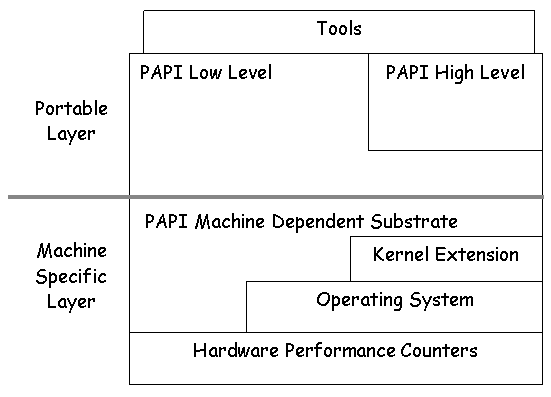 Tools
PAPI Low Level
PAPI High Level
Portable
Layer
PAPI Machine Dependent Substrate
Machine
Specific
Layer
Kernel Extension
Operating System
Hardware Performance Counters